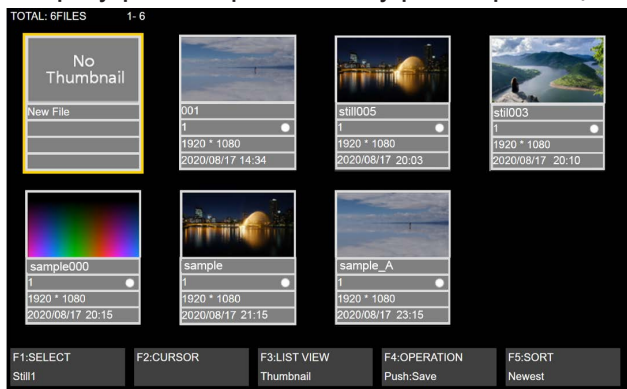 TOTAL: 6FILES 1- 6
No
Thumbnail
New File
001
1
1920 * 1080
2020/08/17 14:34
still005
1
1920 * 1080
2020/08/17 20:03
stil003
1
1920 * 1080
2020/08/17 20:10
sample000
1
1920 * 1080
2020/08/17 20:15
sample
1
1920 * 1080
2020/08/17 21:15
sample_A
1
1920 * 1080
2020/08/17 23:15
F1:SELECT
Still1
F2:CURSOR
F3:LIST VIEW
Thumbnail
F4:OPERATION
Push:Save
F5:SORT
Newest